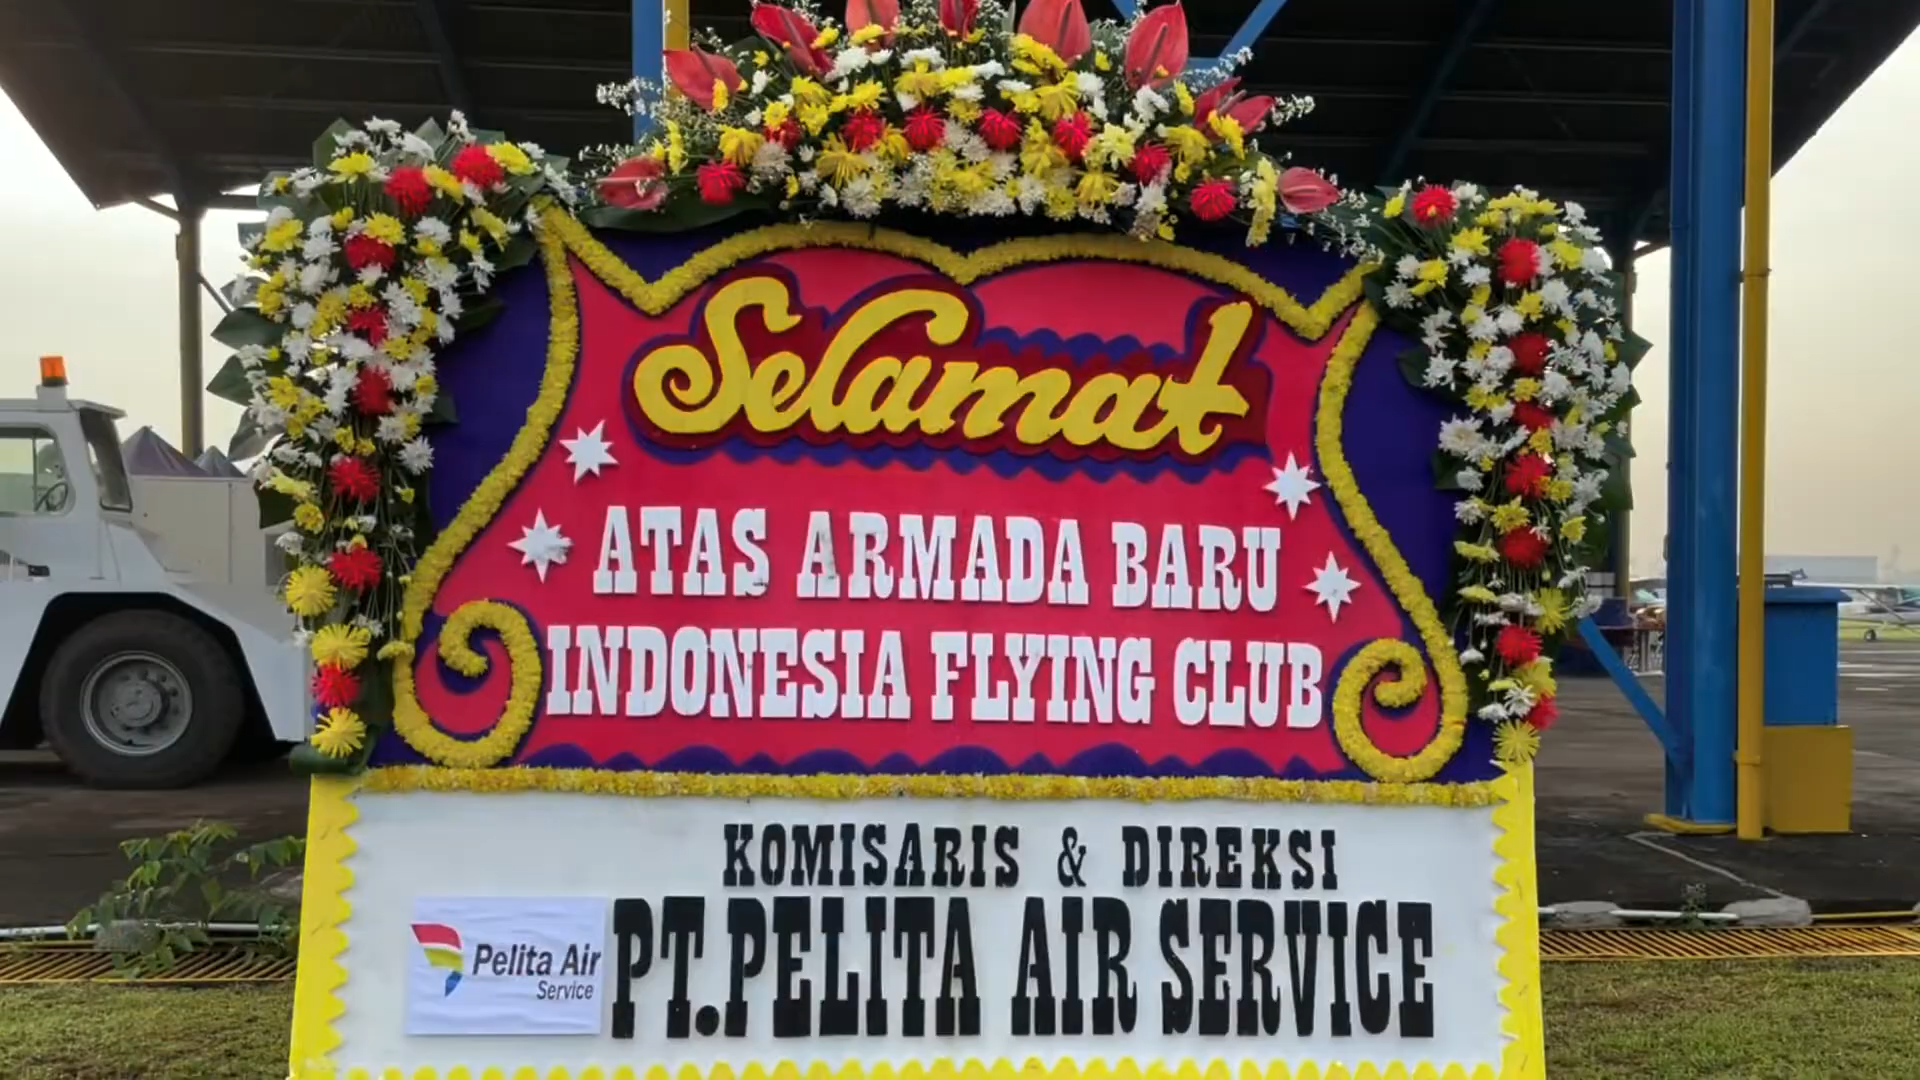 Selamat
ATAS ARMADA BARU
INDONESIA FLYING CLUB
KOMISARIS & DIREKSI
Pelita Air
Service
PT.PELITA AIR SERVICE